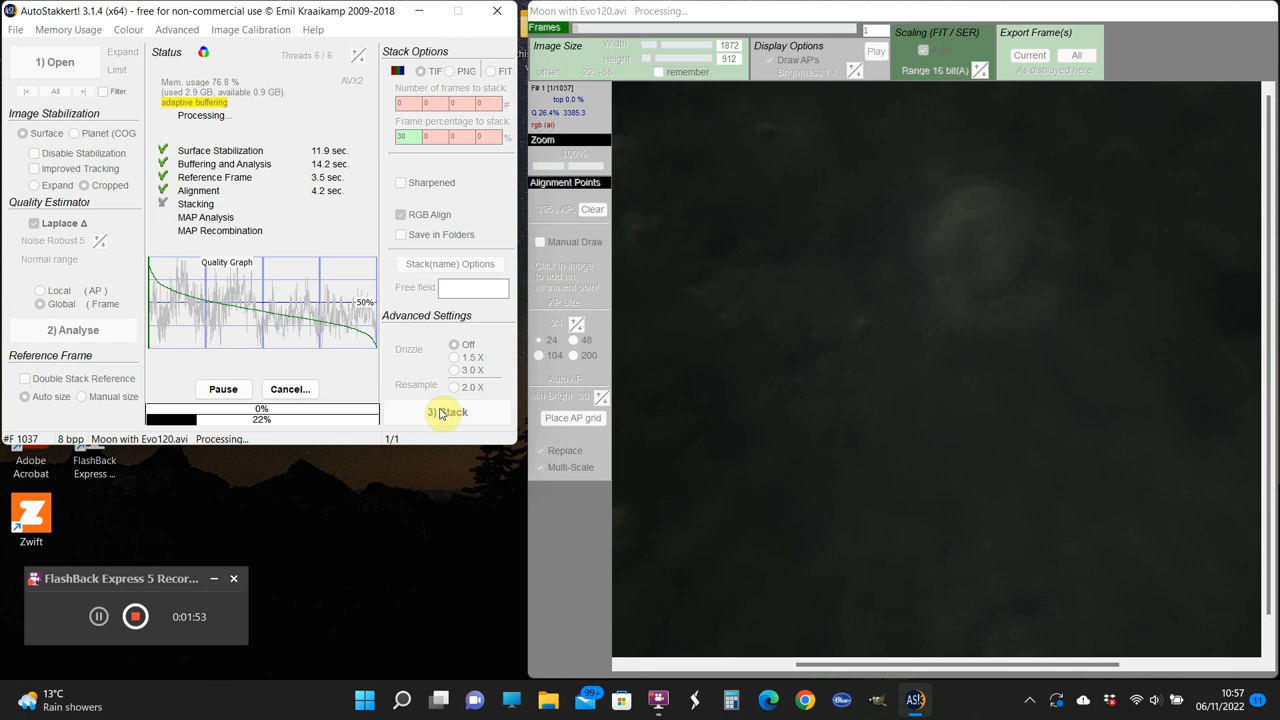 AutoStakkert! 3.1.4 (x64) - free for non-commercial use © Emil Kraaikamp 2009-2018
File Memory Usage Colour Advanced Image Calibration Help
1) Open
Expand
Limit
All
Filter
Image Stabilization
Surface Planet (COG
Disable Stabilization
Improved Tracking
Expand Cropped
Quality Estimator
Laplace Δ
Noise Robust 5
Normal range
Local ( AP )
Global ( Frame
2) Analyse
Reference Frame
Double Stack Reference
Auto size Manual size
Status
Threads 6 / 6
Mem. usage 76.8 %
(used 2.9 GB, available 0.9 GB)
AVX2
adaptive buffering
Processing...
Surface Stabilization 11.9 sec.
Buffering and Analysis 14.2 sec.
Reference Frame 3.5 sec.
Alignment 4.2 sec.
Stacking
MAP Analysis
MAP Recombination
Quality Graph
50%
Pause Cancel...
0%
22%
#F 1037 8 bpp Moon with Evo120.avi Processing... 1/1
Stack Options
TIF PNG FIT
Number of frames to stack:
0 0 0 0 #
Frame percentage to stack:
30 0 0 0 %
Sharpened
RGB Align
Save in Folders
Stack(name) Options
Free field
Advanced Settings
Drizzle
Off
1.5 X
3.0 X
Resample
2.0 X
3) Stack
Moon with Evo120.avi Processing...
Frames
1
Image Size
Width 1872
Height 912
offset -22, -68
remember
Display Options
Draw AP's
Brightness 1 x
Play
Scaling (FIT / SER)
Auto
Range 16 bit(A)
Export Frame(s)
Current All
As displayed here
F# 1 [1/1037]
top 0.0 %
Q 26.4% 3385.3
rgb (ai)
Zoom
100%
Alignment Points
3958 AP Clear
Manual Draw
Click in image
to add an
alignment point
AP Size
24
24 48
104 200
Auto AP
Min Bright 30
Place AP grid
Replace
Multi-Scale
Adobe
Acrobat
FlashBack
Express ...
Zwift
FlashBack Express 5 Recor...
0:01:53
13°C
Rain showers
99+
Blue
AS!
10:57
06/11/2022
11